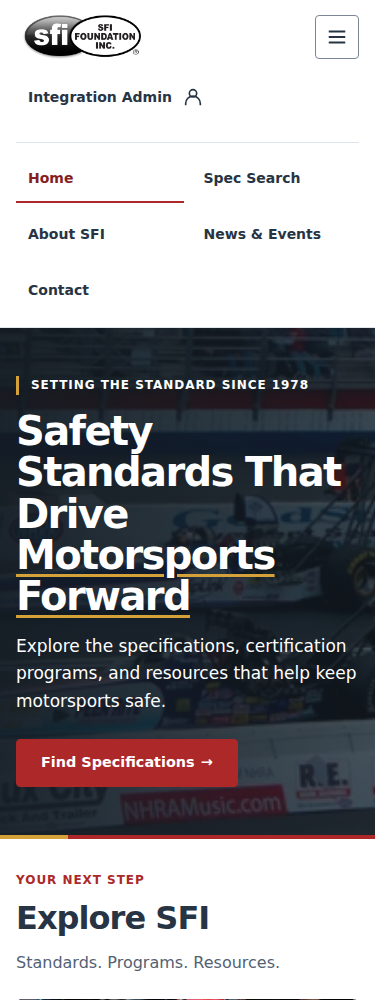 sfi
SFI
FOUNDATION
INC.
®
Integration Admin
Home
Spec Search
About SFI
News & Events
Contact
SETTING THE STANDARD SINCE 1978
Safety
Standards That
Drive
Motorsports
Forward
Explore the specifications, certification
programs, and resources that help keep
motorsports safe.
Find Specifications →
NHRA
R.E.
NHRAMusic.com
YOUR NEXT STEP
Explore SFI
Standards. Programs. Resources.